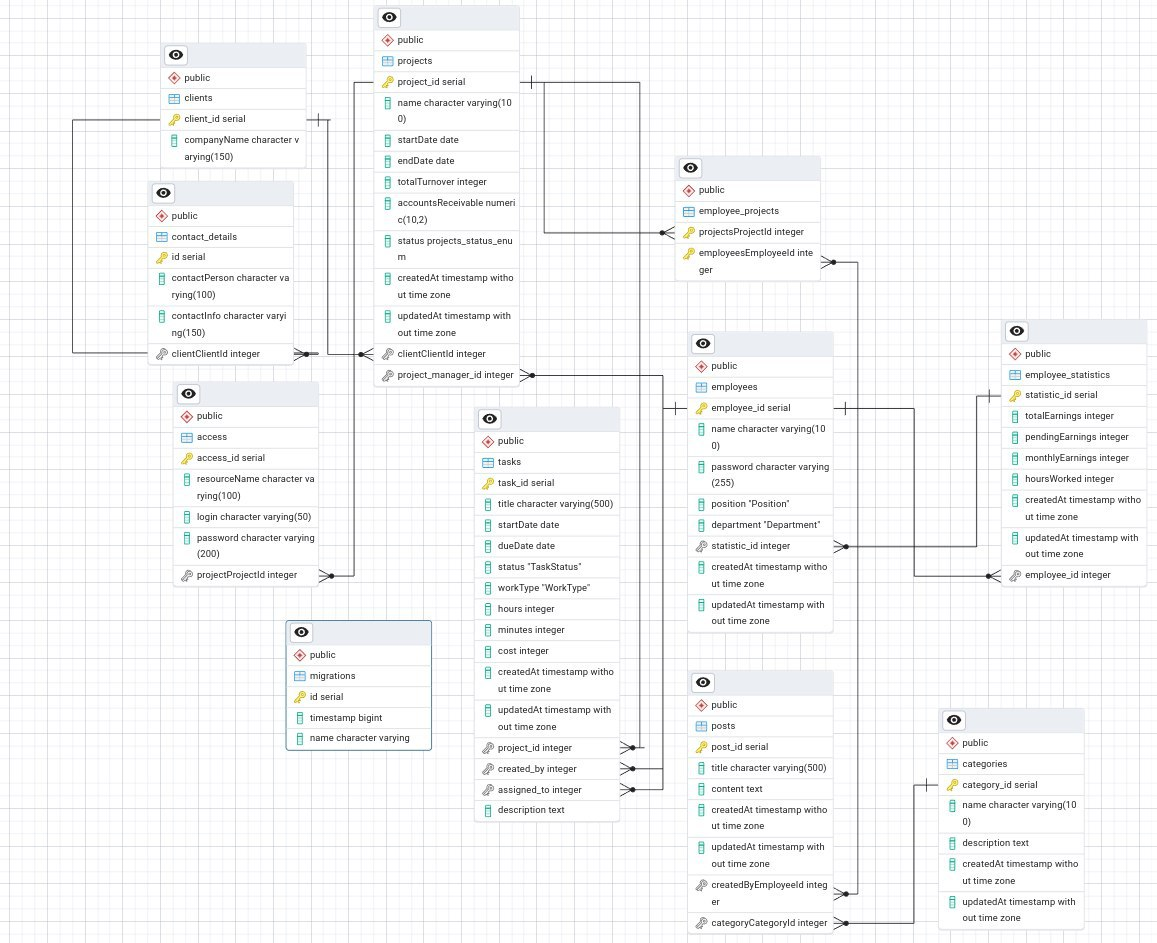 public
clients
client_id serial
companyName character v
arying(150)
public
contact_details
id serial
contactPerson character va
rying(100)
contactInfo character varyi
ng(150)
clientClientId integer
public
access
access_id serial
resourceName character va
rying(100)
login character varying(50)
password character varying
(200)
projectProjectId integer
public
migrations
id serial
timestamp bigint
name character varying
public
projects
project_id serial
name character varying(10
0)
startDate date
endDate date
totalTurnover integer
accountsReceivable numeri
c(10,2)
status projects_status_enu
m
createdAt timestamp witho
ut time zone
updatedAt timestamp with
out time zone
clientClientId integer
project_manager_id integer
public
tasks
task_id serial
title character varying(500)
startDate date
dueDate date
status "TaskStatus"
workType "WorkType"
hours integer
minutes integer
cost integer
createdAt timestamp witho
ut time zone
updatedAt timestamp with
out time zone
project_id integer
created_by integer
assigned_to integer
description text
public
employee_projects
projectsProjectId integer
employeesEmployeeId inte
ger
public
employees
employee_id serial
name character varying(10
0)
password character varying
(255)
position "Position"
department "Department"
statistic_id integer
createdAt timestamp witho
ut time zone
updatedAt timestamp with
out time zone
public
posts
post_id serial
title character varying(500)
content text
createdAt timestamp witho
ut time zone
updatedAt timestamp with
out time zone
createdByEmployeeId integ
er
categoryCategoryId integer
public
employee_statistics
statistic_id serial
totalEarnings integer
pendingEarnings integer
monthlyEarnings integer
hoursWorked integer
createdAt timestamp witho
ut time zone
updatedAt timestamp with
out time zone
employee_id integer
public
categories
category_id serial
name character varying(10
0)
description text
createdAt timestamp witho
ut time zone
updatedAt timestamp with
out time zone